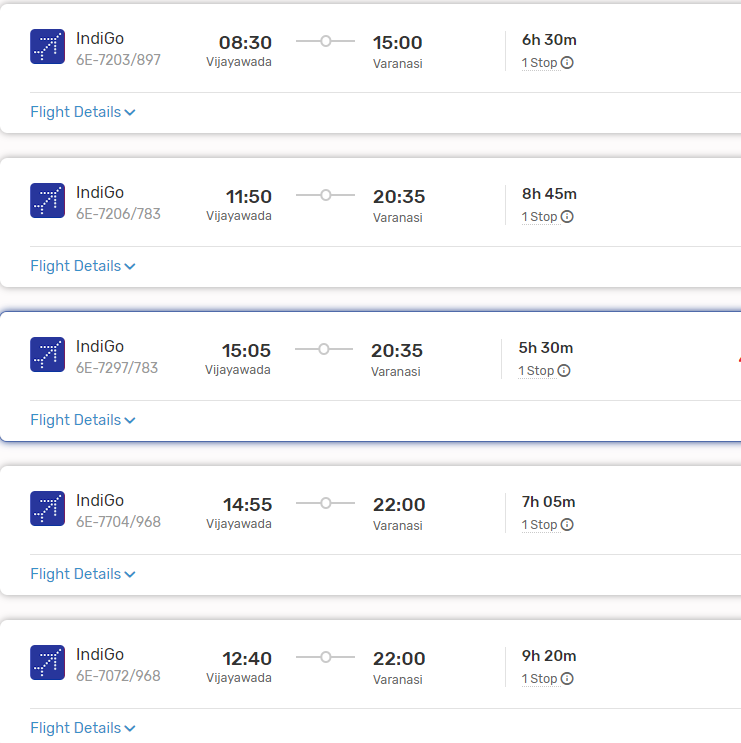 IndiGo 08:30 15:00 6h 30m
6E-7203/897 Vijayawada Varanasi 1 Stop
Flight Details
IndiGo 11:50 20:35 8h 45m
6E-7206/783 Vijayawada Varanasi 1 Stop
Flight Details
IndiGo 15:05 20:35 5h 30m
6E-7297/783 Vijayawada Varanasi 1 Stop
Flight Details
IndiGo 14:55 22:00 7h 05m
6E-7704/968 Vijayawada Varanasi 1 Stop
Flight Details
IndiGo 12:40 22:00 9h 20m
6E-7072/968 Vijayawada Varanasi 1 Stop
Flight Details